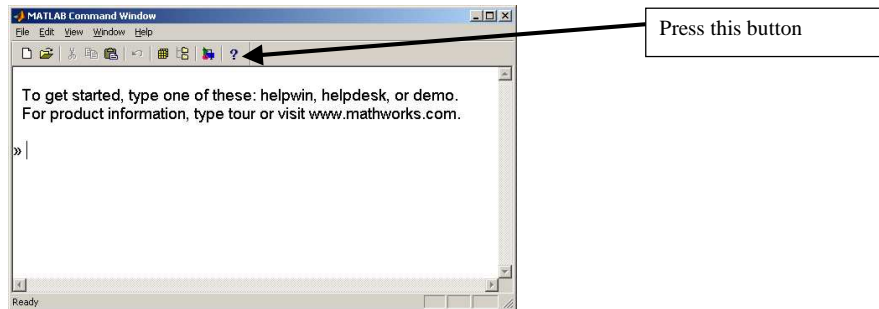 MATLAB Command Window
File Edit View Window Help
?
Press this button
To get started, type one of these: helpwin, helpdesk, or demo.
For product information, type tour or visit www.mathworks.com.
»
Ready